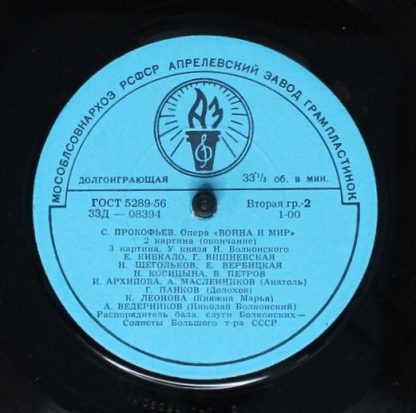 МОСОБЛСОВНАРХОЗ РСФСР АПРЕЛЕВСКИЙ ЗАВОД ГРАМПЛАСТИНОК
АЗ
ДОЛГОИГРАЮЩАЯ 33⅓ об. в мин.
ГОСТ 5289-56 Вторая гр.-2
33Д — 08394 1-00
С. ПРОКОФЬЕВ. Опера «ВОЙНА И МИР»
2 картина (окончание)
3 картина. У князя Н. Болконского
Е. КИБКАЛО, Г. ВИШНЕВСКАЯ
Н. ЩЕГОЛЬКОВ, Е. ВЕРБИЦКАЯ
Н. КОСИЦЫНА, В. ПЕТРОВ
И. АРХИПОВА, А. МАСЛЕННИКОВ (Анатоль)
Г. ПАНКОВ (Долохов)
К. ЛЕОНОВА (Княжна Марья)
А. ВЕДЕРНИКОВ (Николай Болконский)
Распорядитель бала, слуги Болконских—
Солисты Большого т-ра СССР